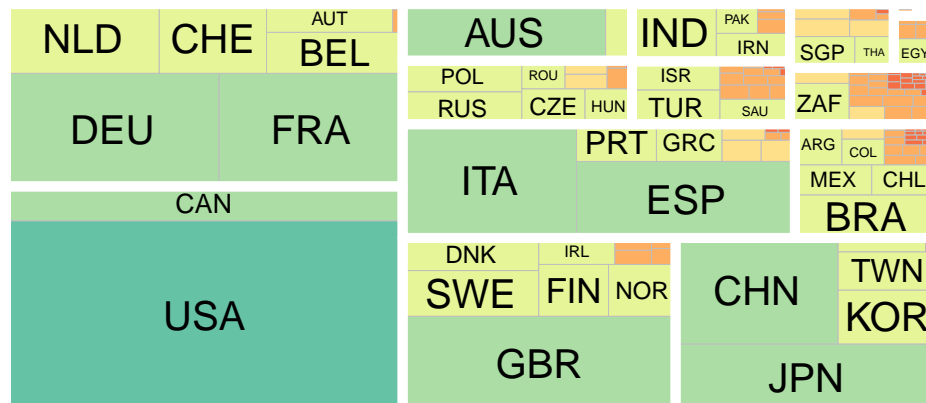 NLD
CHE
AUT
BEL
DEU
FRA
CAN
USA
AUS
IND
PAK
IRN
SGP
THA
EGY
POL
RUS
ROU
CZE
HUN
ISR
TUR
SAU
ZAF
ITA
PRT
GRC
ESP
ARG
COL
MEX
CHL
BRA
DNK
SWE
IRL
FIN
NOR
GBR
CHN
TWN
KOR
JPN